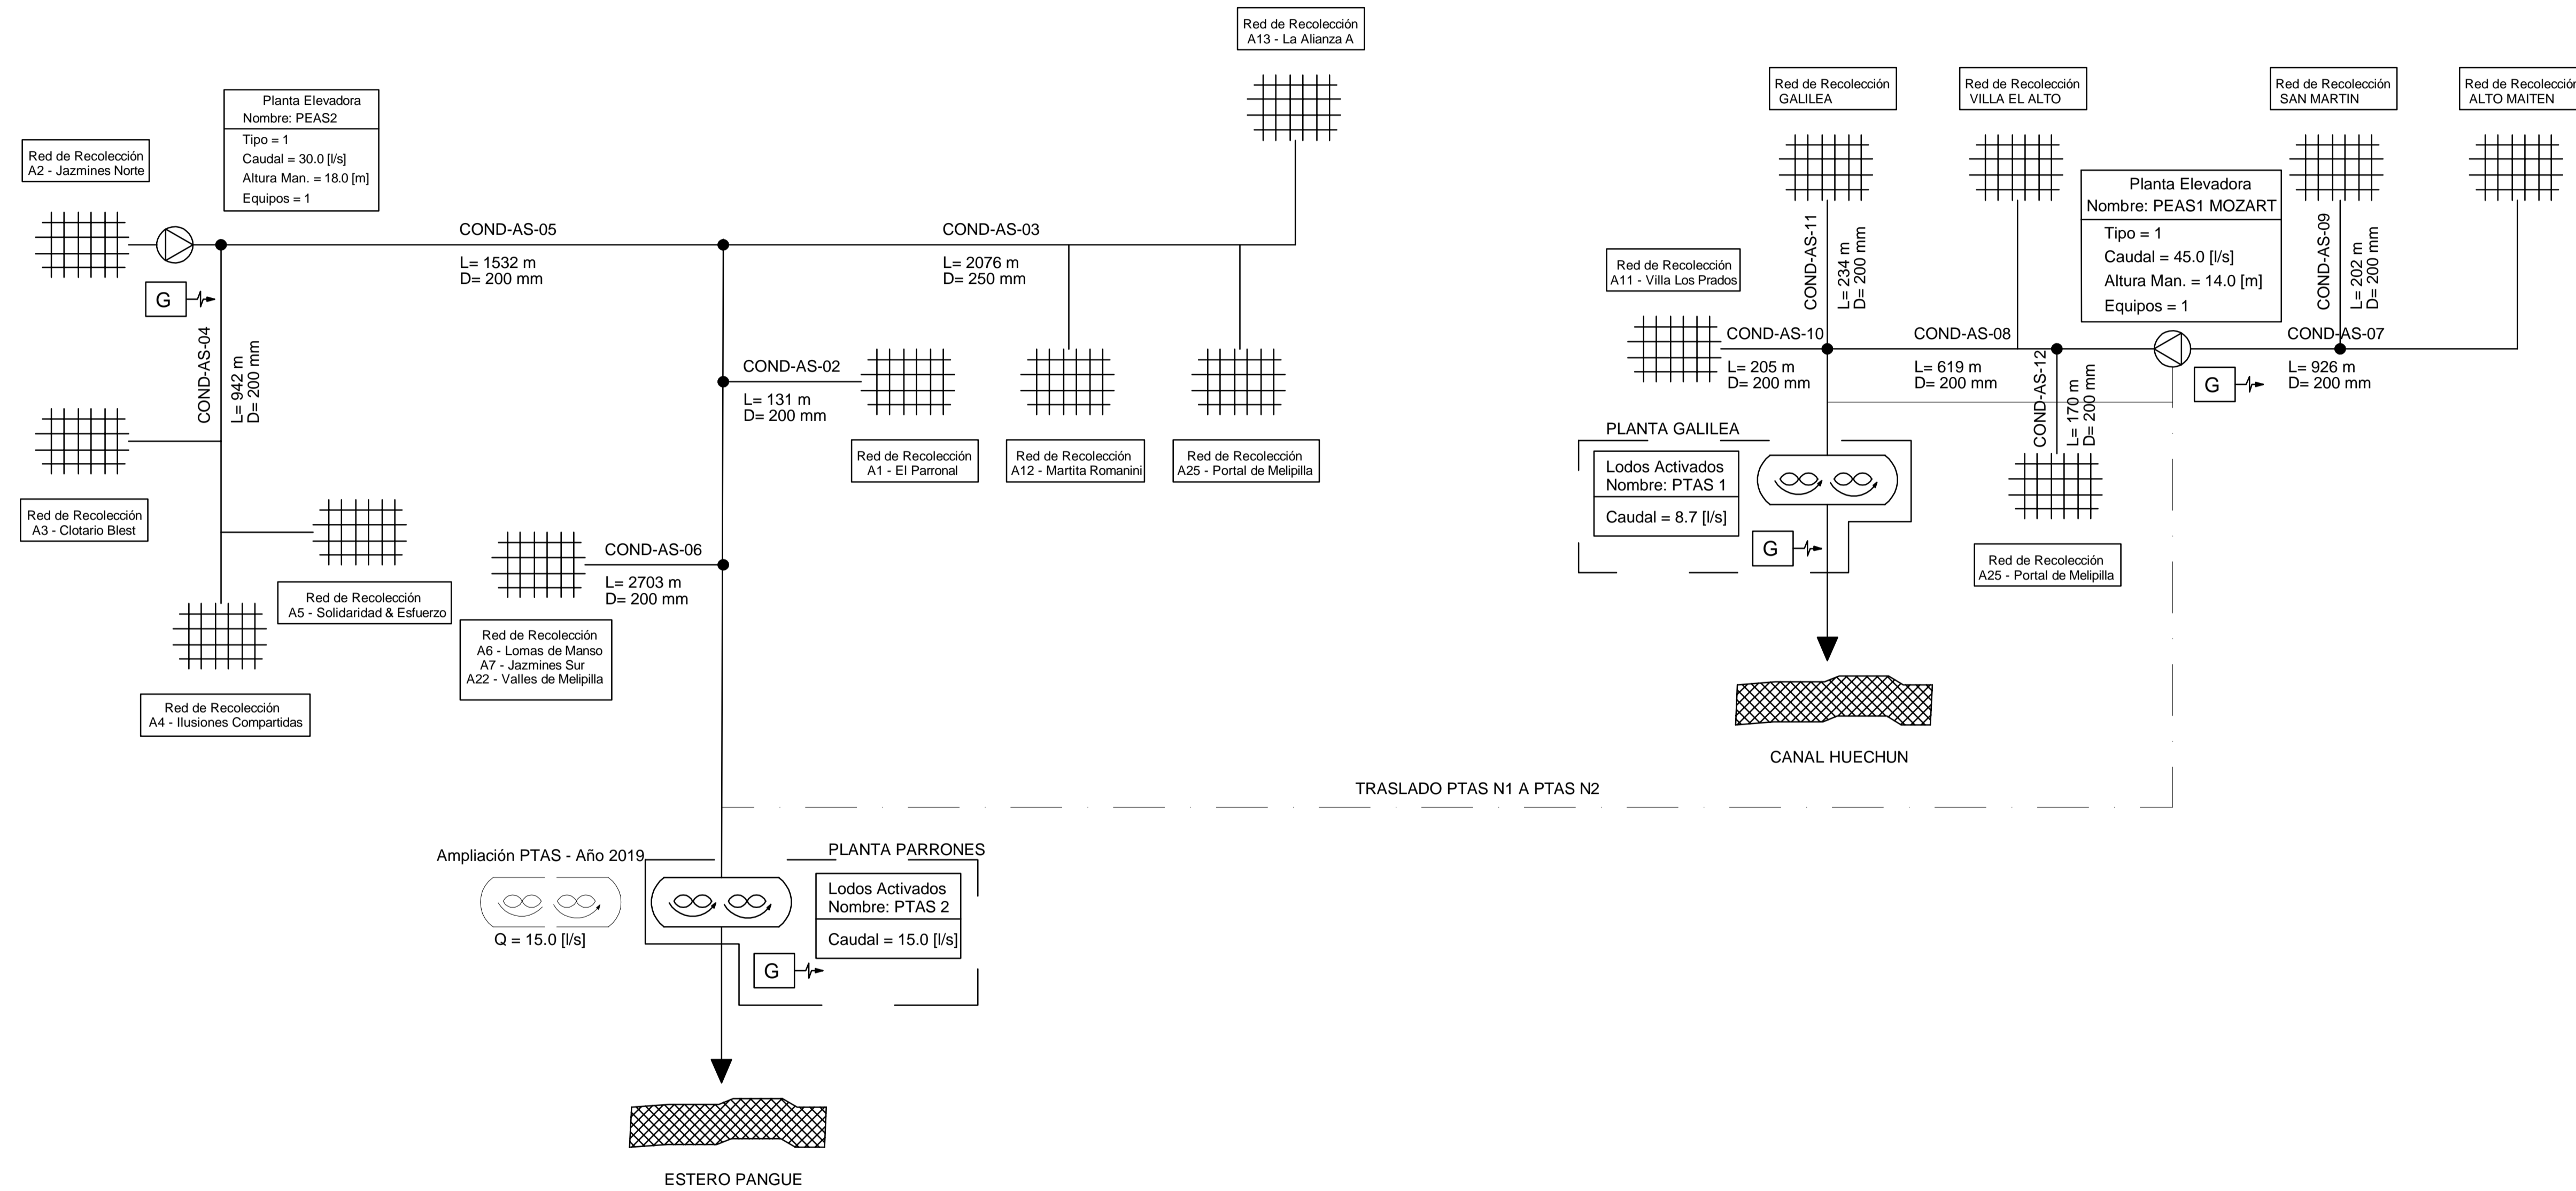 Red de Recolección
A13 - La Alianza A
Red de Recolección
GALILEA
Red de Recolección
VILLA EL ALTO
Red de Recolección
SAN MARTIN
Red de Recolección
ALTO MAITEN
Planta Elevadora
Nombre: PEAS2
Tipo = 1
Caudal = 30.0 [l/s]
Altura Man. = 18.0 [m]
Equipos = 1
Red de Recolección
A2 - Jazmines Norte
Planta Elevadora
Nombre: PEAS1 MOZART
Tipo = 1
Caudal = 45.0 [l/s]
Altura Man. = 14.0 [m]
Equipos = 1
COND-AS-05
L= 1532 m
D= 200 mm
COND-AS-03
L= 2076 m
D= 250 mm
COND-AS-11
L= 234 m
D= 200 mm
COND-AS-09
L= 202 m
D= 200 mm
Red de Recolección
A11 - Villa Los Prados
G
COND-AS-04
L= 942 m
D= 200 mm
COND-AS-10
L= 205 m
D= 200 mm
COND-AS-08
L= 619 m
D= 200 mm
COND-AS-12
L= 170 m
D= 200 mm
COND-AS-07
L= 926 m
D= 200 mm
G
COND-AS-02
L= 131 m
D= 200 mm
Red de Recolección
A1 - El Parronal
Red de Recolección
A12 - Martita Romanini
Red de Recolección
A25 - Portal de Melipilla
PLANTA GALILEA
Lodos Activados
Nombre: PTAS 1
Caudal = 8.7 [l/s]
G
Red de Recolección
A3 - Clotario Blest
COND-AS-06
L= 2703 m
D= 200 mm
Red de Recolección
A25 - Portal de Melipilla
Red de Recolección
A5 - Solidaridad & Esfuerzo
Red de Recolección
A6 - Lomas de Manso
A7 - Jazmines Sur
A22 - Valles de Melipilla
Red de Recolección
A4 - Ilusiones Compartidas
CANAL HUECHUN
TRASLADO PTAS N1 A PTAS N2
Ampliación PTAS - Año 2019
Q = 15.0 [l/s]
PLANTA PARRONES
Lodos Activados
Nombre: PTAS 2
Caudal = 15.0 [l/s]
G
ESTERO PANGUE